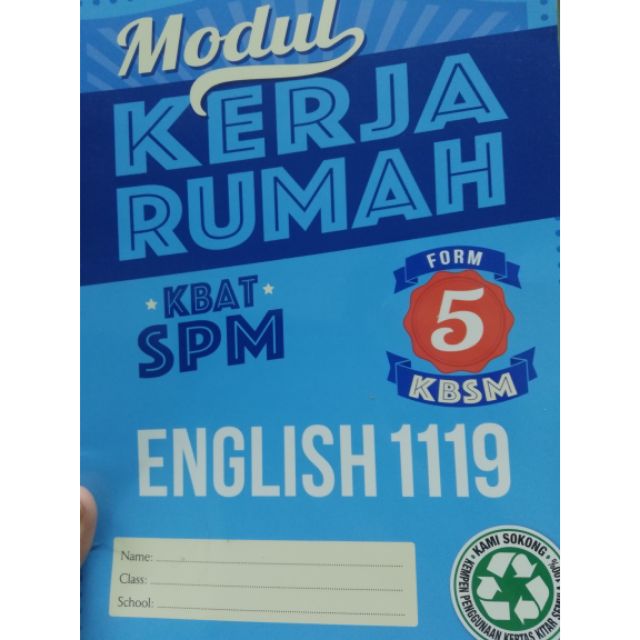 Modul
KERJA
RUMAH
KBAT
SPM
FORM
5
KBSM
ENGLISH 1119
Name:
Class:
School:
KAMI SOKONG
KEMPEN PENGGUNAAN KERTAS KITAR